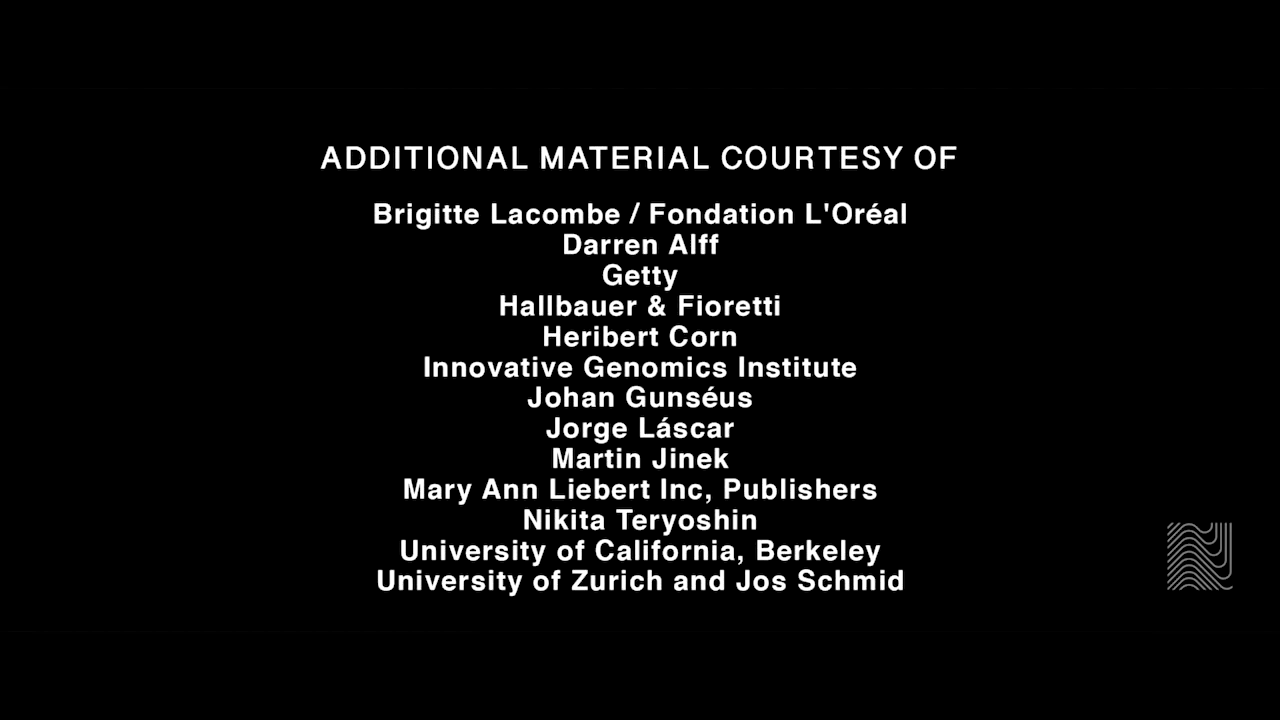 ADDITIONAL MATERIAL COURTESY OF
Brigitte Lacombe / Fondation L'Oréal
Darren Alff
Getty
Hallbauer & Fioretti
Heribert Corn
Innovative Genomics Institute
Johan Gunséus
Jorge Láscar
Martin Jinek
Mary Ann Liebert Inc, Publishers
Nikita Teryoshin
University of California, Berkeley
University of Zurich and Jos Schmid